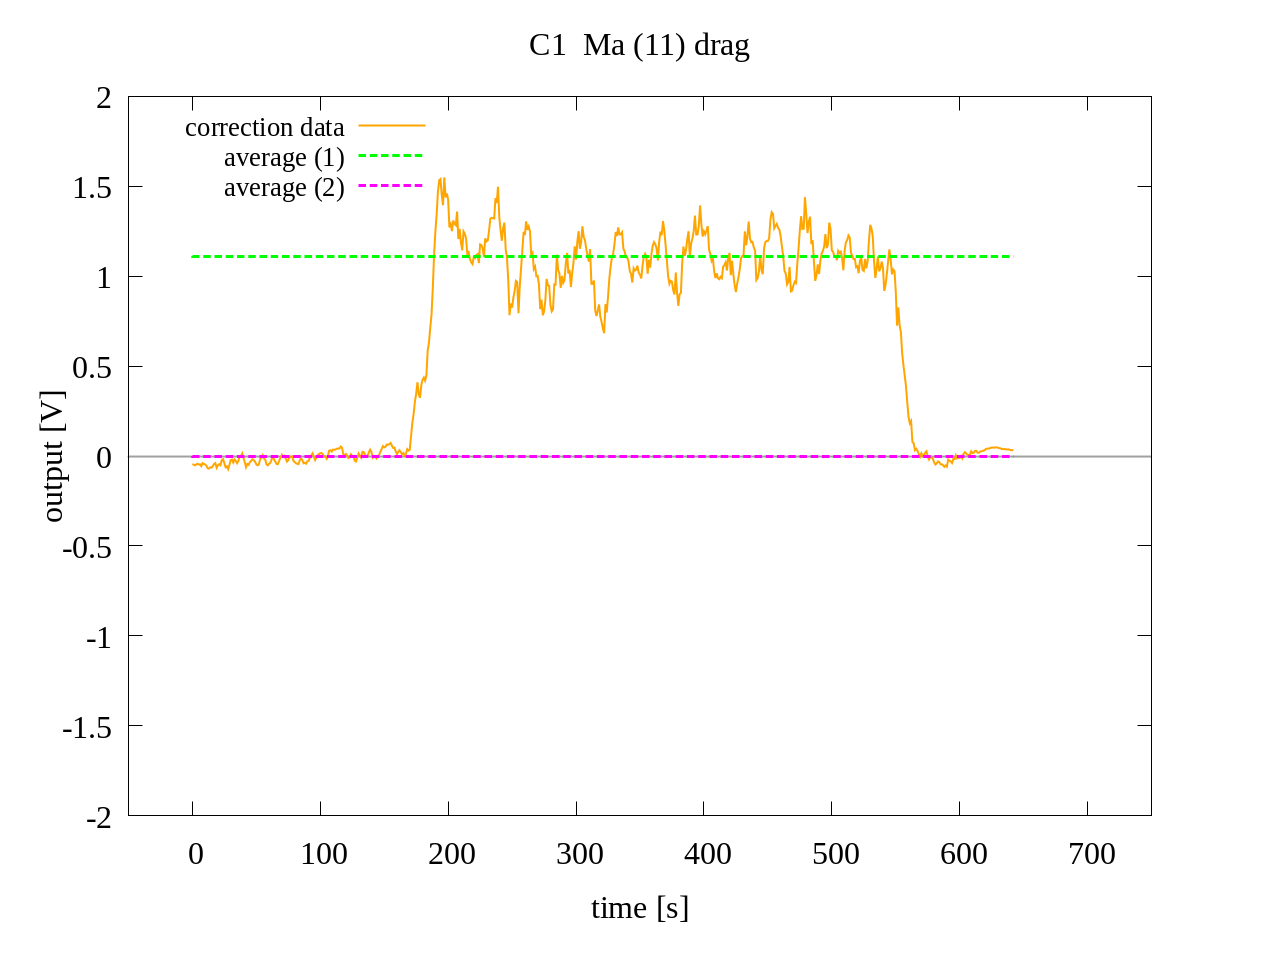 C1  Ma (11) drag
correction data
average (1)
average (2)
2
1.5
1
0.5
0
-0.5
-1
-1.5
-2
output [V]
0 100 200 300 400 500 600 700
time [s]